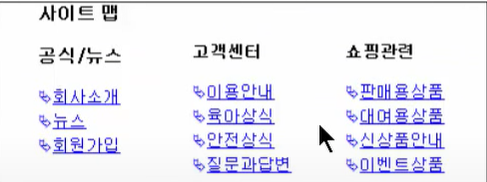 사이트 맵
공식/뉴스
회사소개
뉴스
회원가입
고객센터
이용안내
육아상식
안전상식
질문과답변
쇼핑관련
판매용상품
대여용상품
신상품안내
이벤트상품